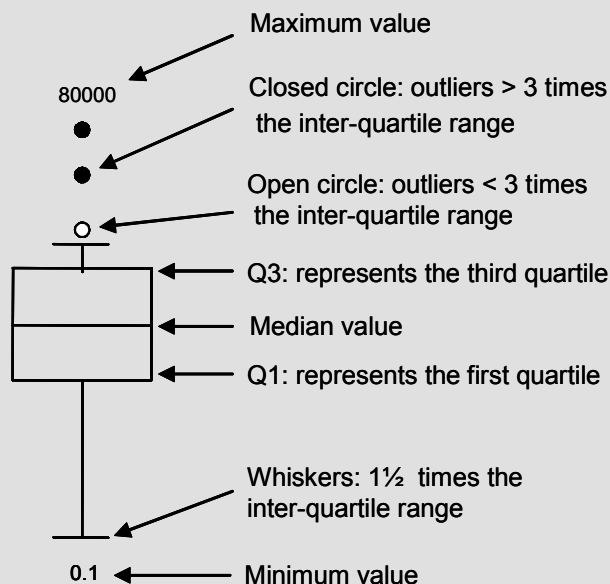 Maximum value
80000
Closed circle: outliers > 3 times
the inter-quartile range
Open circle: outliers < 3 times
the inter-quartile range
Q3: represents the third quartile
Median value
Q1: represents the first quartile
Whiskers: 1½ times the
inter-quartile range
0.1
Minimum value